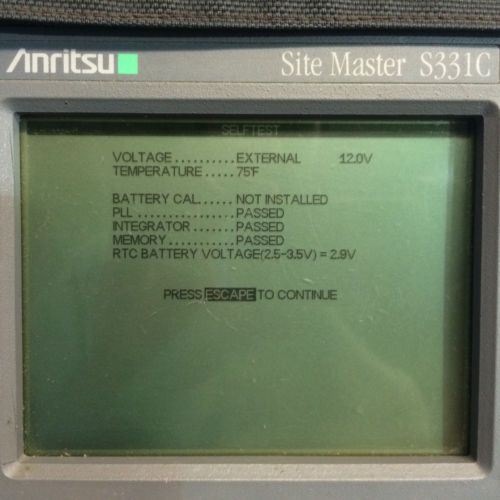 Anritsu
Site Master S331C
SELFTEST
VOLTAGE..........EXTERNAL 12.0V
TEMPERATURE.....75°F
BATTERY CAL......NOT INSTALLED
PLL................PASSED
INTEGRATOR.......PASSED
MEMORY...........PASSED
RTC BATTERY VOLTAGE(2.5-3.5V) = 2.9V
PRESS ESCAPE TO CONTINUE